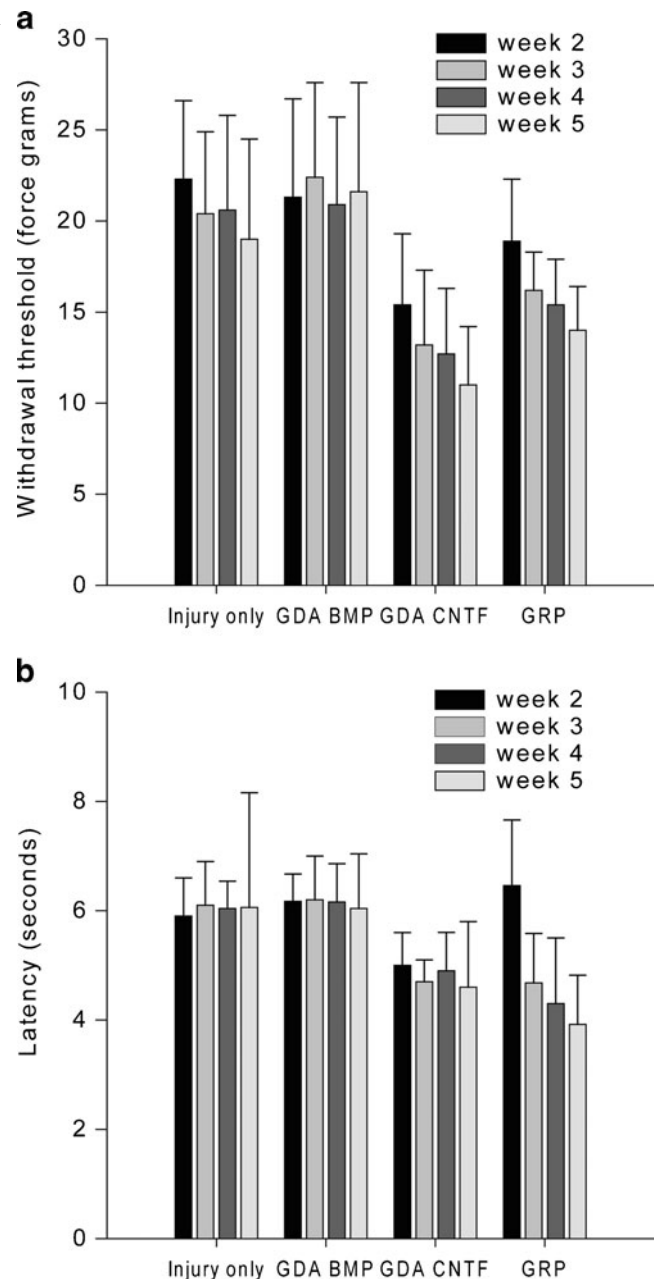 a
30
25
20
15
10
5
0
Withdrawal threshold (force grams)
week 2
week 3
week 4
week 5
Injury only GDA BMP GDA CNTF GRP
b
10
8
6
4
2
0
Latency (seconds)
week 2
week 3
week 4
week 5
Injury only GDA BMP GDA CNTF GRP